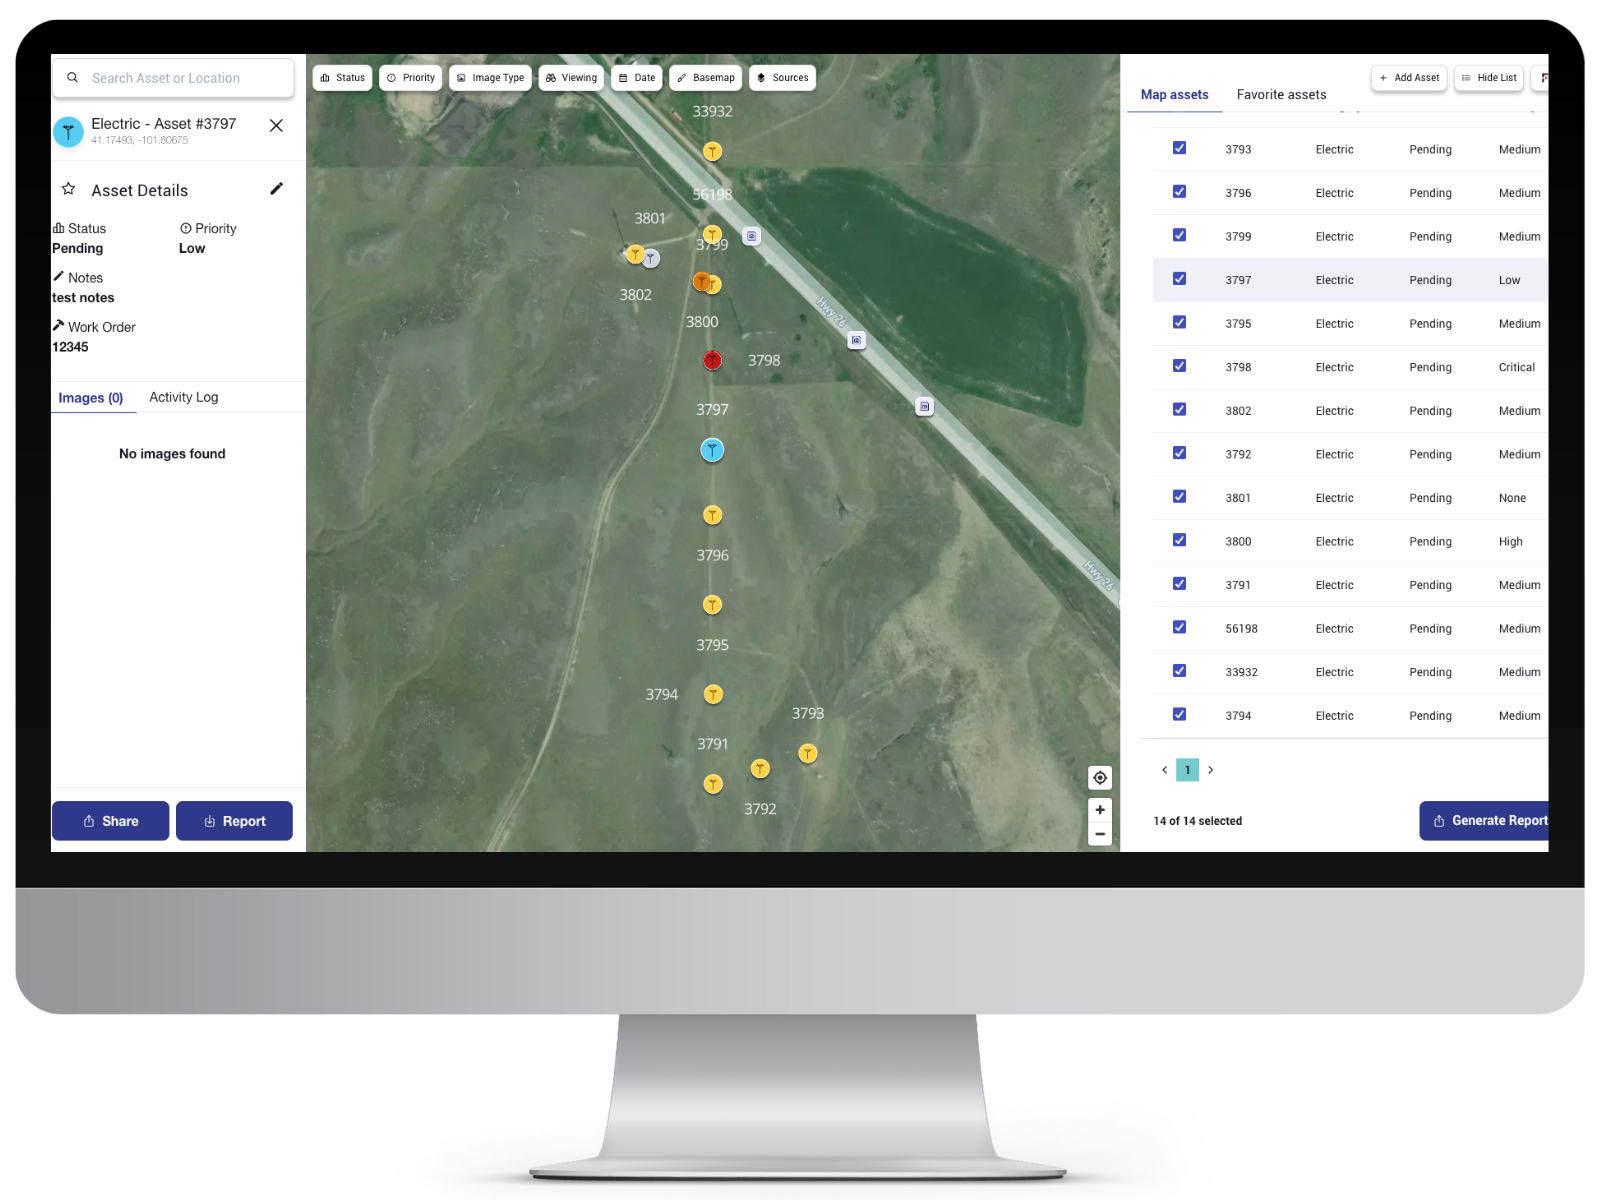 Search Asset or Location
Electric - Asset #3797
41.17493, -101.80675
Asset Details
Status
Priority
Pending
Low
Notes
test notes
Work Order
12345
Images (0)
Activity Log
No images found
Share
Report
Status
Priority
Image Type
Viewing
Date
Basemap
Sources
33932
56198
3801
3799
3802
3800
3798
3797
3796
3795
3794
3793
3791
3792
Hwy 26
Hwy 26
Add Asset
Hide List
Map assets
Favorite assets
3793 Electric Pending Medium
3796 Electric Pending Medium
3799 Electric Pending Medium
3797 Electric Pending Low
3795 Electric Pending Medium
3798 Electric Pending Critical
3802 Electric Pending Medium
3792 Electric Pending Medium
3801 Electric Pending None
3800 Electric Pending High
3791 Electric Pending Medium
56198 Electric Pending Medium
33932 Electric Pending Medium
3794 Electric Pending Medium
< 1 >
14 of 14 selected
Generate Report